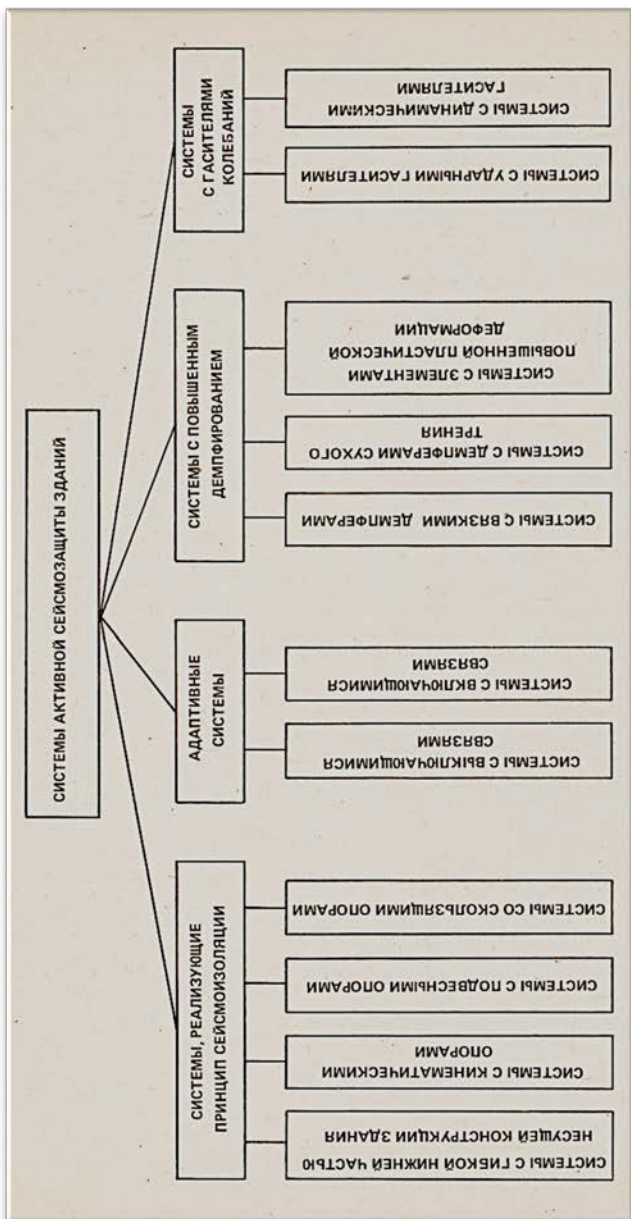 СИСТЕМЫ АКТИВНОЙ СЕЙСМОЗАЩИТЫ ЗДАНИЙ
СИСТЕМЫ, РЕАЛИЗУЮЩИЕ
ПРИНЦИП СЕЙСМОИЗОЛЯЦИИ
СИСТЕМЫ С ГИБКОЙ НИЖНЕЙ ЧАСТЬЮ
НЕСУЩЕЙ КОНСТРУКЦИИ ЗДАНИЯ
СИСТЕМЫ С КИНЕМАТИЧЕСКИМИ
ОПОРАМИ
СИСТЕМЫ С ПОДВЕСНЫМИ ОПОРАМИ
СИСТЕМЫ СО СКОЛЬЗЯЩИМИ ОПОРАМИ
АДАПТИВНЫЕ
СИСТЕМЫ
СИСТЕМЫ С ВЫКЛЮЧАЮЩИМИСЯ
СВЯЗЯМИ
СИСТЕМЫ С ВКЛЮЧАЮЩИМИСЯ
СВЯЗЯМИ
СИСТЕМЫ С ПОВЫШЕННЫМ
ДЕМПФИРОВАНИЕМ
СИСТЕМЫ С ВЯЗКИМИ ДЕМПФЕРАМИ
СИСТЕМЫ С ДЕМПФЕРАМИ СУХОГО
ТРЕНИЯ
СИСТЕМЫ С ЭЛЕМЕНТАМИ
ПОВЫШЕННОЙ ПЛАСТИЧЕСКОЙ
ДЕФОРМАЦИИ
СИСТЕМЫ
С ГАСИТЕЛЯМИ
КОЛЕБАНИЙ
СИСТЕМЫ С УДАРНЫМИ ГАСИТЕЛЯМИ
СИСТЕМЫ С ДИНАМИЧЕСКИМИ
ГАСИТЕЛЯМИ